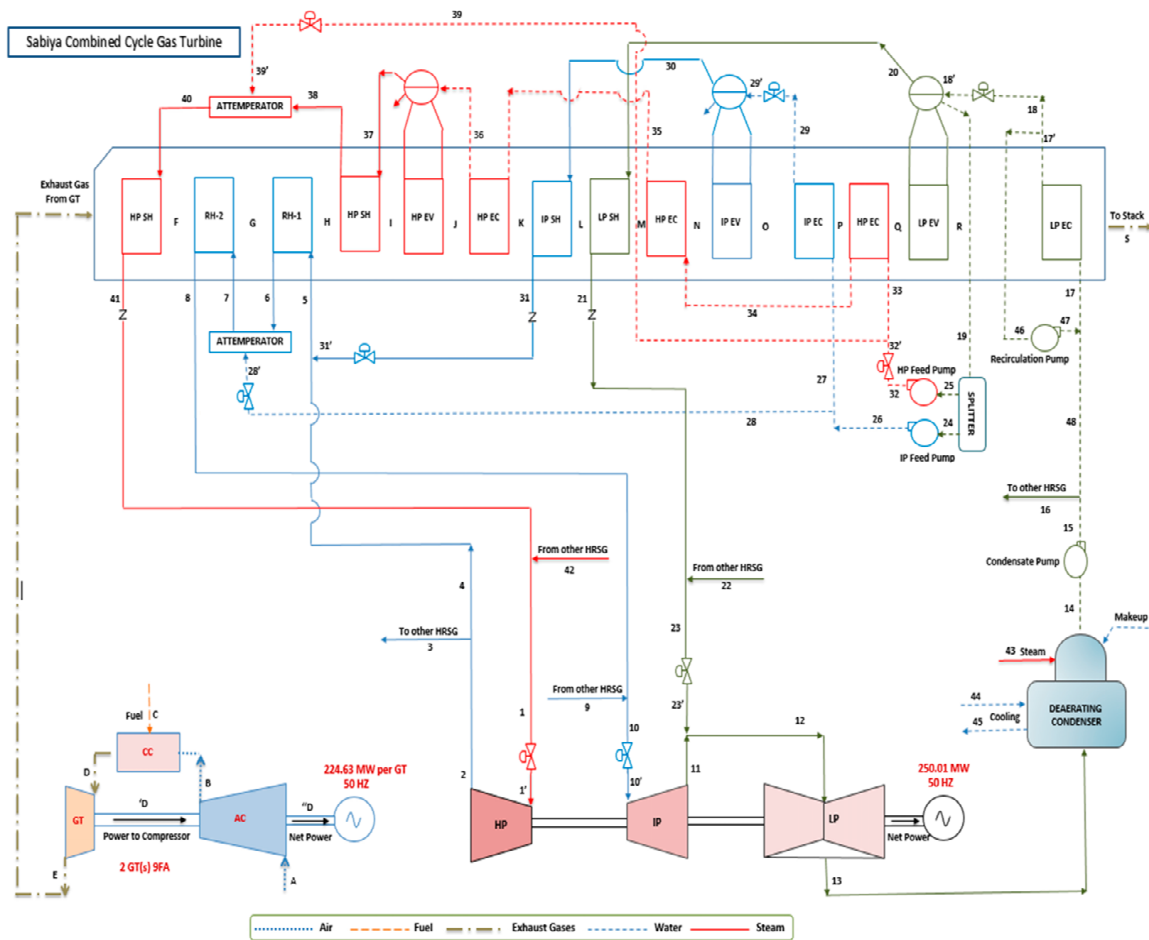 Sabiya Combined Cycle Gas Turbine
39
39'
40
ATTEMPERATOR
38
37
36
35
30
29'
29
20
18'
18
17'
Exhaust Gas
From GT
HP SH
F
RH-2
G
RH-1
H
HP SH
I
HP EV
J
HP EC
K
IP SH
L
LP SH
M
HP EC
N
IP EV
O
IP EC
P
HP EC
Q
LP EV
R
LP EC
To Stack
S
41
8
7
6
5
31
21
34
33
17
ATTEMPERATOR
28'
31'
32'
HP Feed Pump
32
25
19
46
47
Recirculation Pump
27
28
26
24
IP Feed Pump
SPLITTER
48
To other HRSG
16
15
Condensate Pump
14
From other HRSG
42
4
To other HRSG
3
From other HRSG
22
23
23'
From other HRSG
9
1
10
1'
10'
2
11
12
Makeup
43 Steam
44
Cooling
45
DEAERATING
CONDENSER
Fuel
C
CC
D
B
224.63 MW per GT
50 HZ
'D
"D
GT
AC
Power to Compressor
Net Power
2 GT(s) 9FA
E
A
HP
IP
LP
250.01 MW
50 HZ
Net Power
13
Air
Fuel
Exhaust Gases
Water
Steam